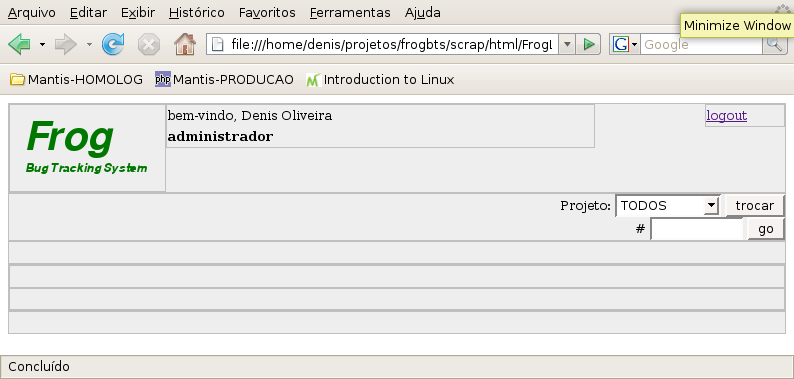 Arquivo Editar Exibir Histórico Favoritos Ferramentas Ajuda
Minimize Window
file:///home/denis/projetos/frogbts/scrap/html/Frogl
G Google
Mantis-HOMOLOG php Mantis-PRODUCAO Introduction to Linux
Frog
Bug Tracking System
bem-vindo, Denis Oliveira
administrador
logout
Projeto: TODOS trocar
# go
Concluído